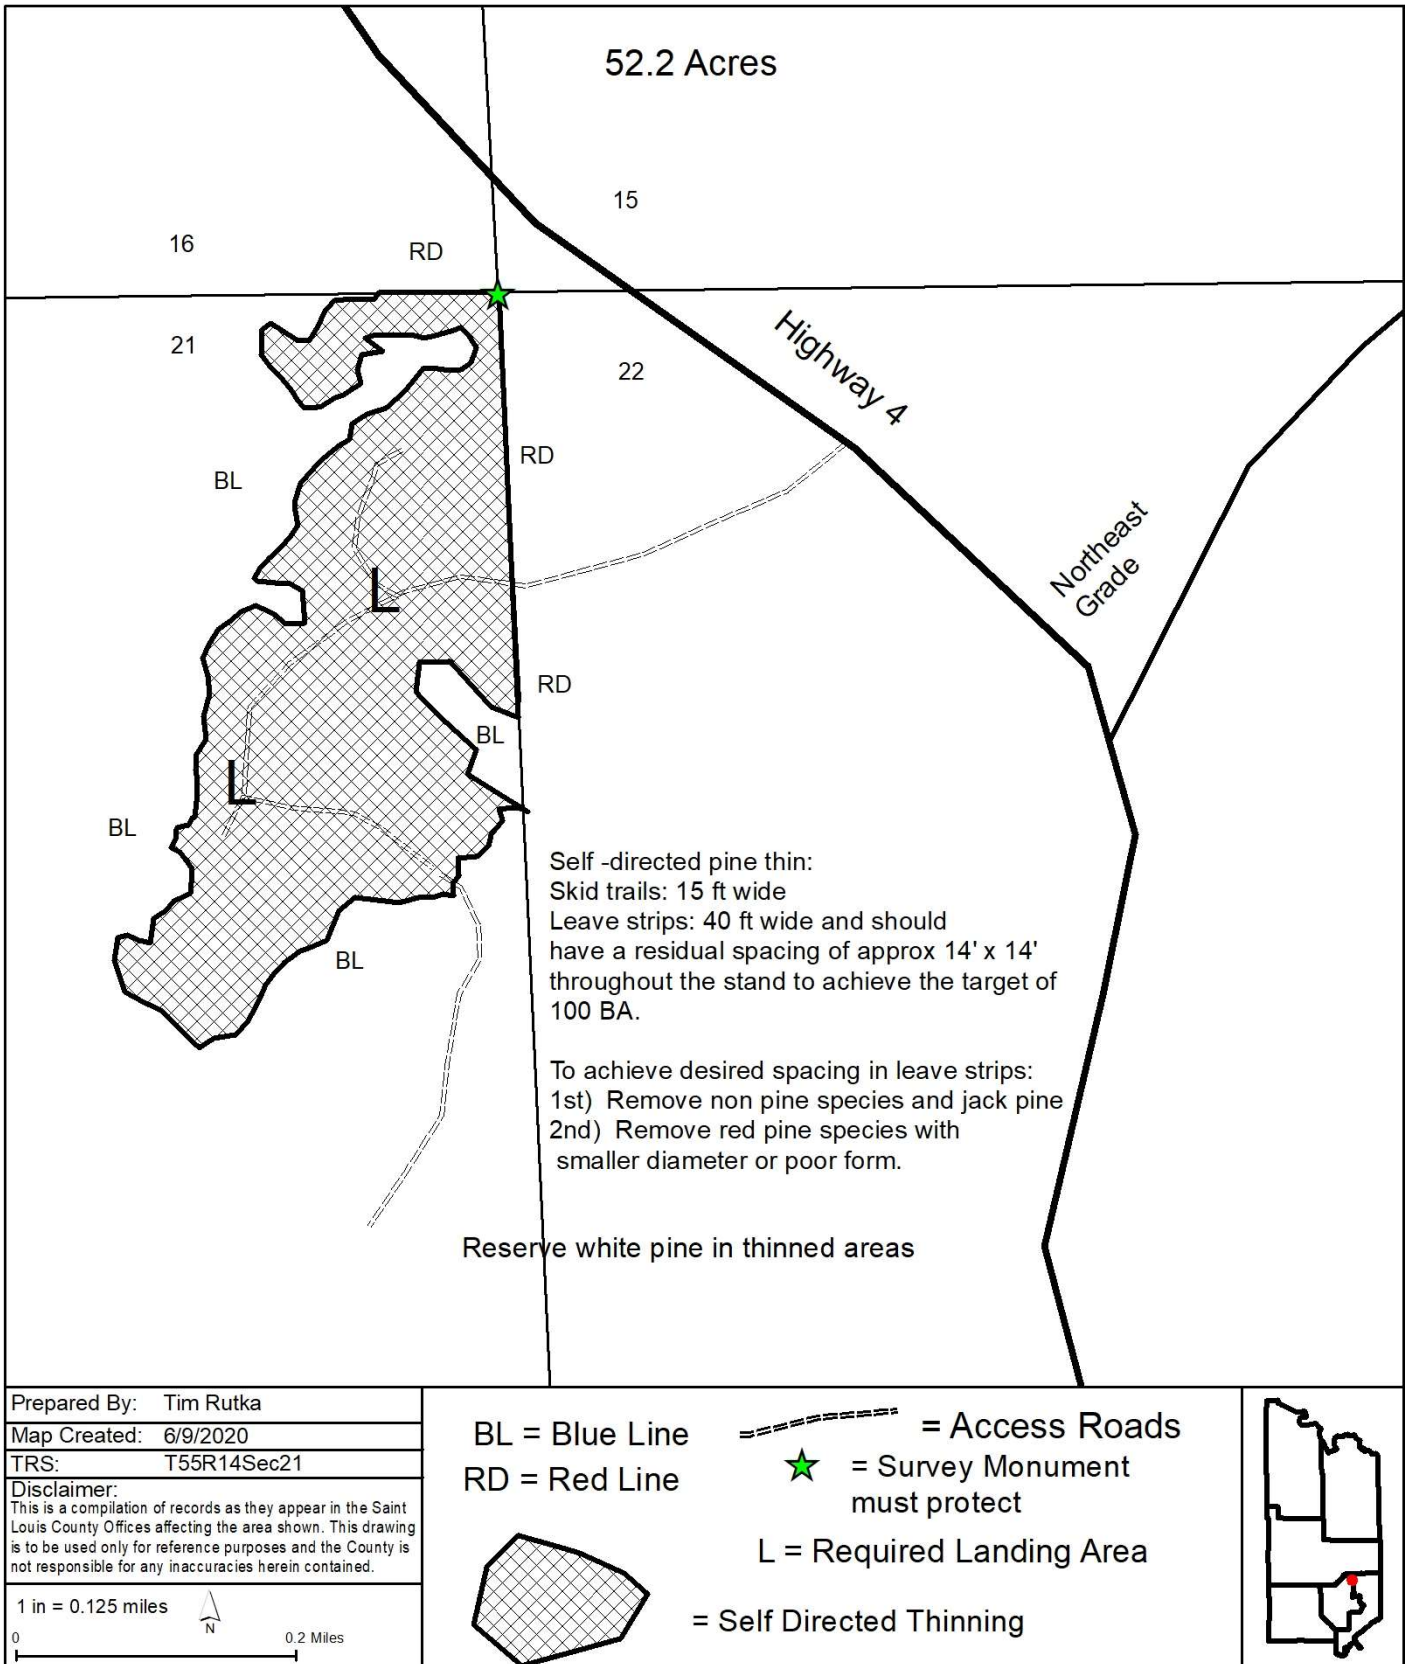 52.2 Acres
15
16
RD
21
22
Highway 4
RD
BL
Northeast
Grade
L
RD
BL
L
BL
Self -directed pine thin:
Skid trails: 15 ft wide
Leave strips: 40 ft wide and should
have a residual spacing of approx 14' x 14'
throughout the stand to achieve the target of
100 BA.
BL
To achieve desired spacing in leave strips:
1st) Remove non pine species and jack pine
2nd) Remove red pine species with
smaller diameter or poor form.
Reserve white pine in thinned areas
Prepared By: Tim Rutka
Map Created: 6/9/2020
TRS: T55R14Sec21
Disclaimer:
This is a compilation of records as they appear in the Saint
Louis County Offices affecting the area shown. This drawing
is to be used only for reference purposes and the County is
not responsible for any inaccuracies herein contained.
1 in = 0.125 miles
N
0 0.2 Miles
BL = Blue Line
RD = Red Line
= Access Roads
= Survey Monument
must protect
L = Required Landing Area
= Self Directed Thinning